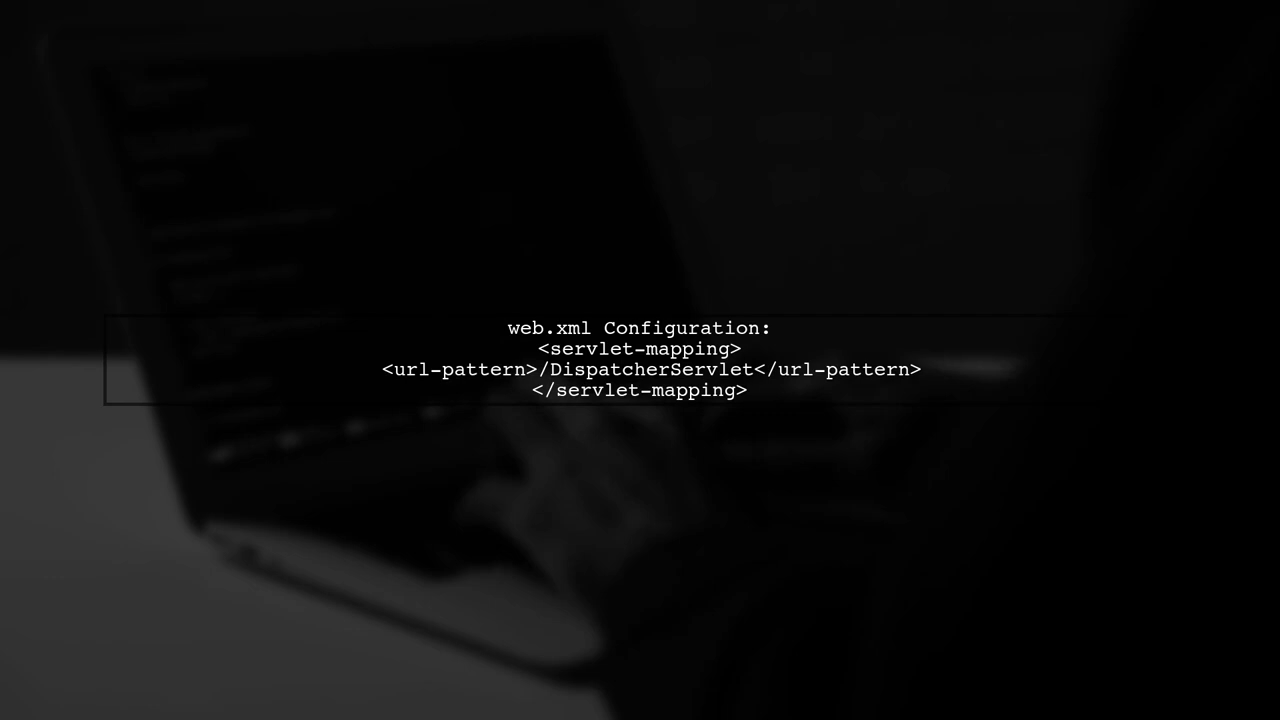 web.xml Configuration:
<servlet-mapping>
<url-pattern>/DispatcherServlet</url-pattern>
</servlet-mapping>